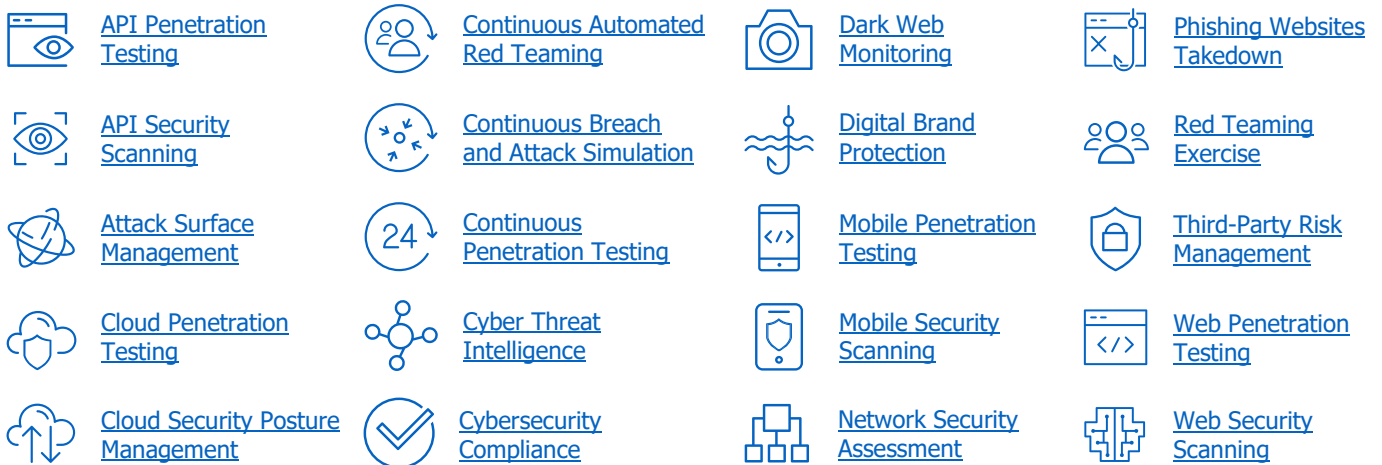 API Penetration
Testing
API Security
Scanning
Attack Surface
Management
Cloud Penetration
Testing
Cloud Security Posture
Management
Continuous Automated
Red Teaming
Continuous Breach
and Attack Simulation
24
Continuous
Penetration Testing
Cyber Threat
Intelligence
Cybersecurity
Compliance
Dark Web
Monitoring
Digital Brand
Protection
</>
Mobile Penetration
Testing
Mobile Security
Scanning
Network Security
Assessment
Phishing Websites
Takedown
Red Teaming
Exercise
Third-Party Risk
Management
</>
Web Penetration
Testing
Web Security
Scanning